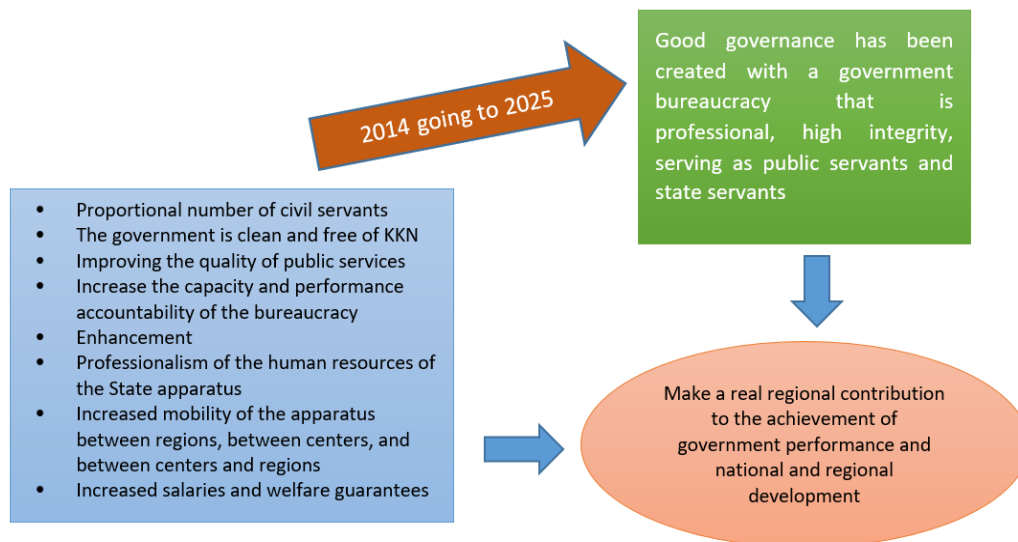 2014 going to 2025
Good governance has been
created with a government
bureaucracy that is
professional, high integrity,
serving as public servants and
state servants
• Proportional number of civil servants
• The government is clean and free of KKN
• Improving the quality of public services
• Increase the capacity and performance
accountability of the bureaucracy
• Enhancement
• Professionalism of the human resources of
the State apparatus
• Increased mobility of the apparatus
between regions, between centers, and
between centers and regions
• Increased salaries and welfare guarantees
Make a real regional contribution
to the achievement of
government performance and
national and regional
development